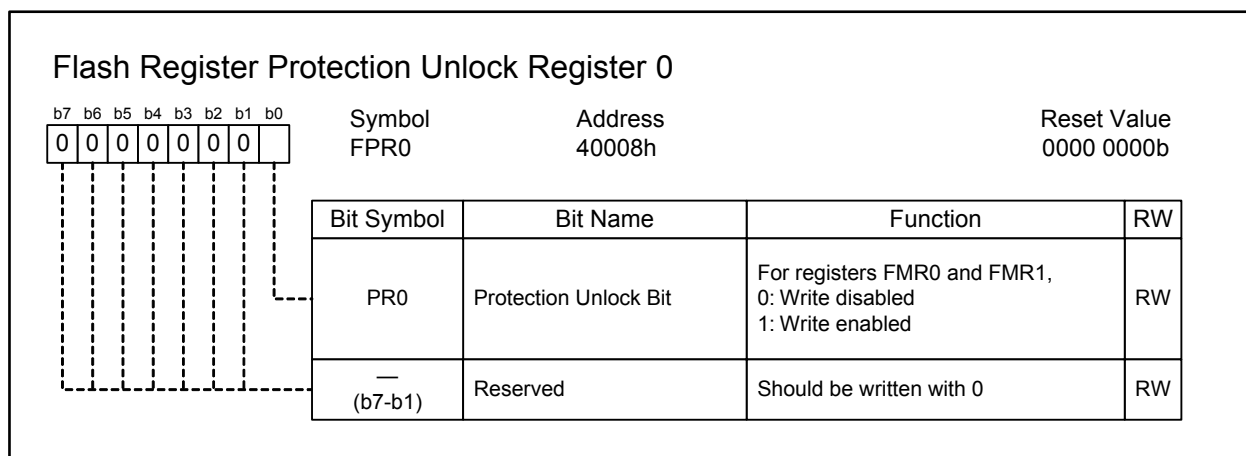 Flash Register Protection Unlock Register 0
b7 b6 b5 b4 b3 b2 b1 b0
0 0 0 0 0 0 0
Symbol Address Reset Value
FPR0 40008h 0000 0000b
Bit Symbol Bit Name Function RW
PR0 Protection Unlock Bit For registers FMR0 and FMR1, RW
0: Write disabled
1: Write enabled
— Reserved Should be written with 0 RW
(b7-b1)